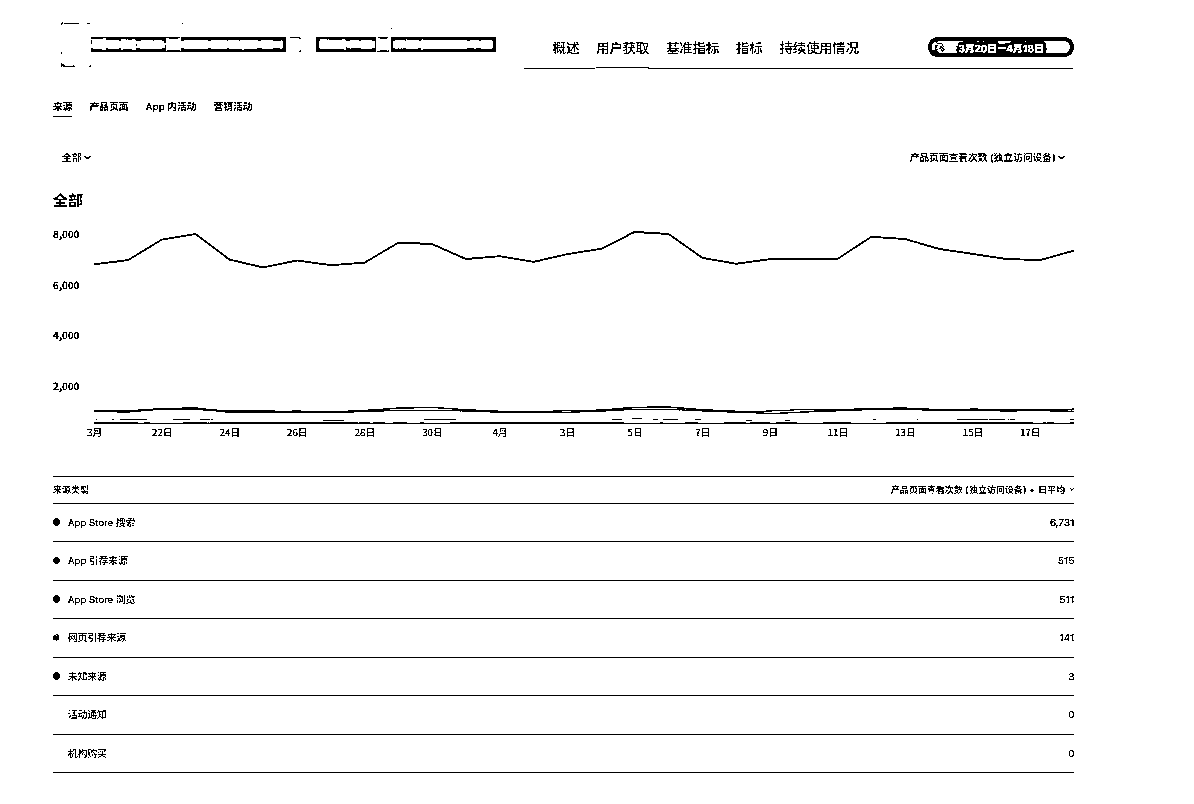 概述 用户获取 基准指标 指标 持续使用情况 3月20日–4月18日
来源 产品页面 App 内活动 营销活动
全部 产品页面查看次数 (独立访问设备)
全部
8,000
6,000
4,000
2,000
3月 22日 24日 26日 28日 30日 4月 3日 5日 7日 9日 11日 13日 15日 17日
来源类型 产品页面查看次数 (独立访问设备) • 日平均
App Store 搜索 6,731
App 引荐来源 515
App Store 浏览 511
网页引荐来源 141
未知来源 3
活动通知 0
机构购买 0